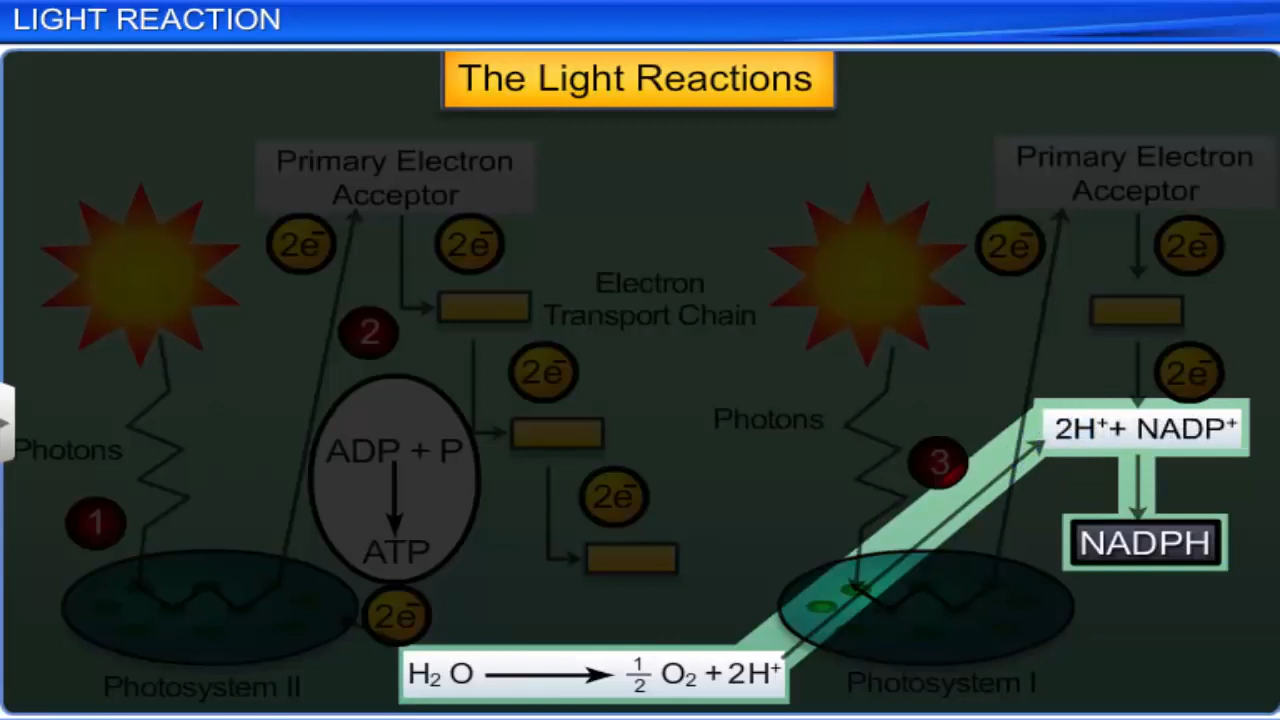 LIGHT REACTION
The Light Reactions
Primary Electron
Acceptor
2e⁻
2e⁻
2
Electron
Transport Chain
2e⁻
ADP + P
ATP
2e⁻
Photons
1
2e⁻
Photosystem II
H₂ O ⟶ ½ O₂ + 2H⁺
Primary Electron
Acceptor
2e⁻
2e⁻
2e⁻
Photons
3
2H⁺+ NADP⁺
NADPH
Photosystem I